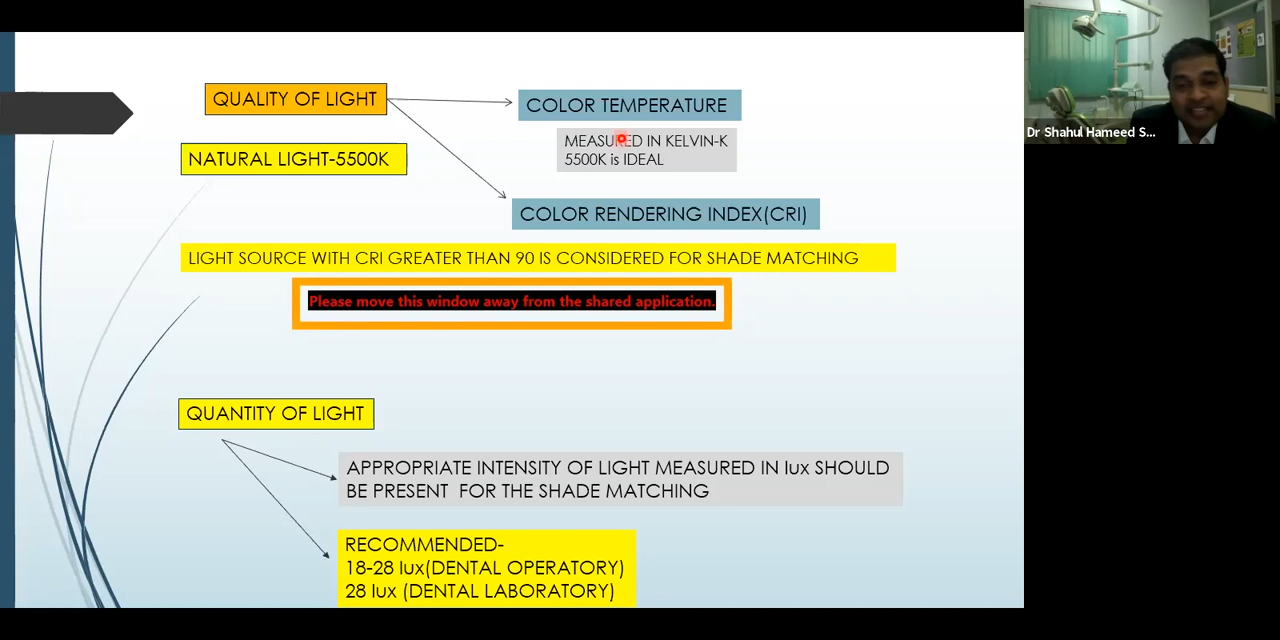 QUALITY OF LIGHT
COLOR TEMPERATURE
MEASURED IN KELVIN-K
5500K is IDEAL
NATURAL LIGHT-5500K
COLOR RENDERING INDEX(CRI)
LIGHT SOURCE WITH CRI GREATER THAN 90 IS CONSIDERED FOR SHADE MATCHING
Please move this window away from the shared application.
QUANTITY OF LIGHT
APPROPRIATE INTENSITY OF LIGHT MEASURED IN lux SHOULD
BE PRESENT FOR THE SHADE MATCHING
RECOMMENDED-
18-28 lux(DENTAL OPERATORY)
28 lux (DENTAL LABORATORY)
Dr Shahul Hameed S...